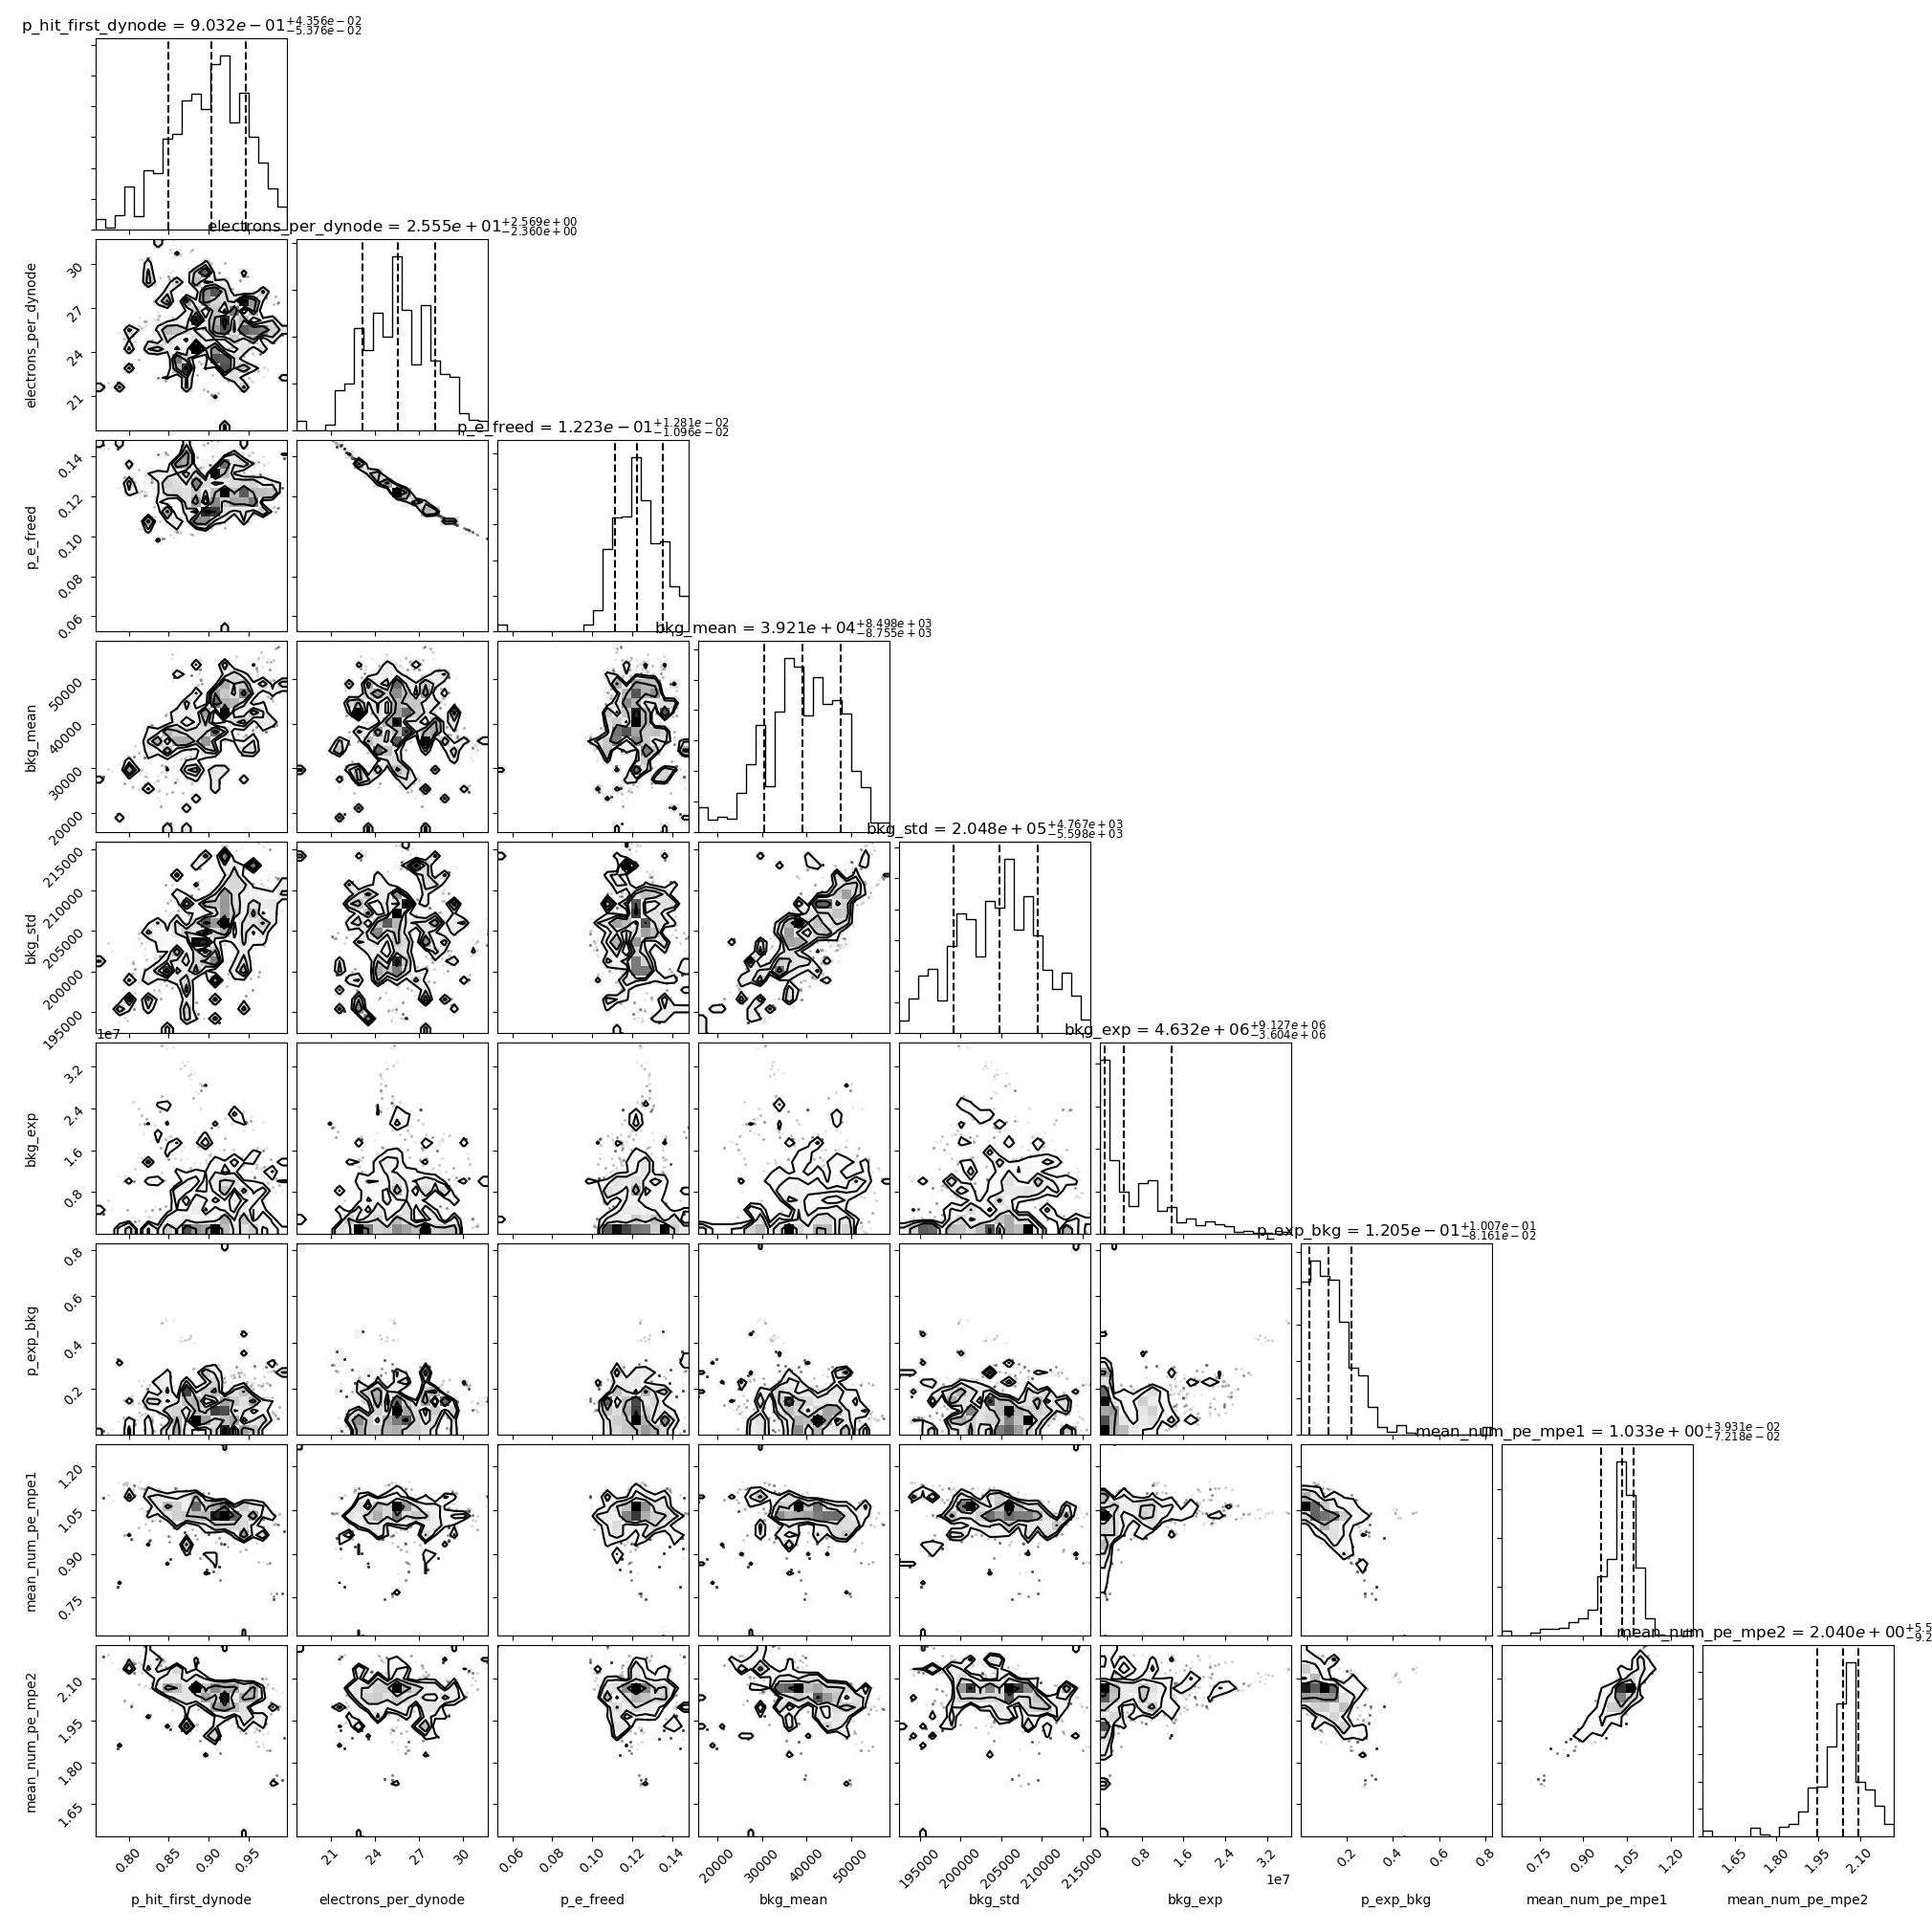 p_hit_first_dynode = 9.032e−01 +4.356e−02 −5.376e−02
electrons_per_dynode = 2.555e+01 +2.569e+00 −2.360e+00
30
27
24
21
electrons_per_dynode
p_e_freed = 1.223e−01 +1.281e−02 −1.096e−02
0.14
0.12
0.10
0.08
0.06
p_e_freed
bkg_mean = 3.921e+04 +8.498e+03 −8.755e+03
50000
40000
30000
20000
bkg_mean
bkg_std = 2.048e+05 +4.767e+03 −5.598e+03
215000
210000
205000
200000
195000
bkg_std
1e7
bkg_exp = 4.632e+06 +9.127e+06 −3.604e+06
3.2
2.4
1.6
0.8
bkg_exp
p_exp_bkg = 1.205e−01 +1.007e−01 −8.161e−02
0.8
0.6
0.4
0.2
p_exp_bkg
mean_num_pe_mpe1 = 1.033e+00 +3.931e−02 −7.218e−02
1.20
1.05
0.90
0.75
mean_num_pe_mpe1
mean_num_pe_mpe2 = 2.040e+00 +5.5 −9.2
2.10
1.95
1.80
1.65
mean_num_pe_mpe2
0.80 0.85 0.90 0.95
21 24 27 30
0.06 0.08 0.10 0.12 0.14
20000 30000 40000 50000
195000 200000 205000 210000 215000
0.8 1.6 2.4 3.2
1e7
0.2 0.4 0.6 0.8
0.75 0.90 1.05 1.20
1.65 1.80 1.95 2.10
p_hit_first_dynode electrons_per_dynode p_e_freed bkg_mean bkg_std bkg_exp p_exp_bkg mean_num_pe_mpe1 mean_num_pe_mpe2